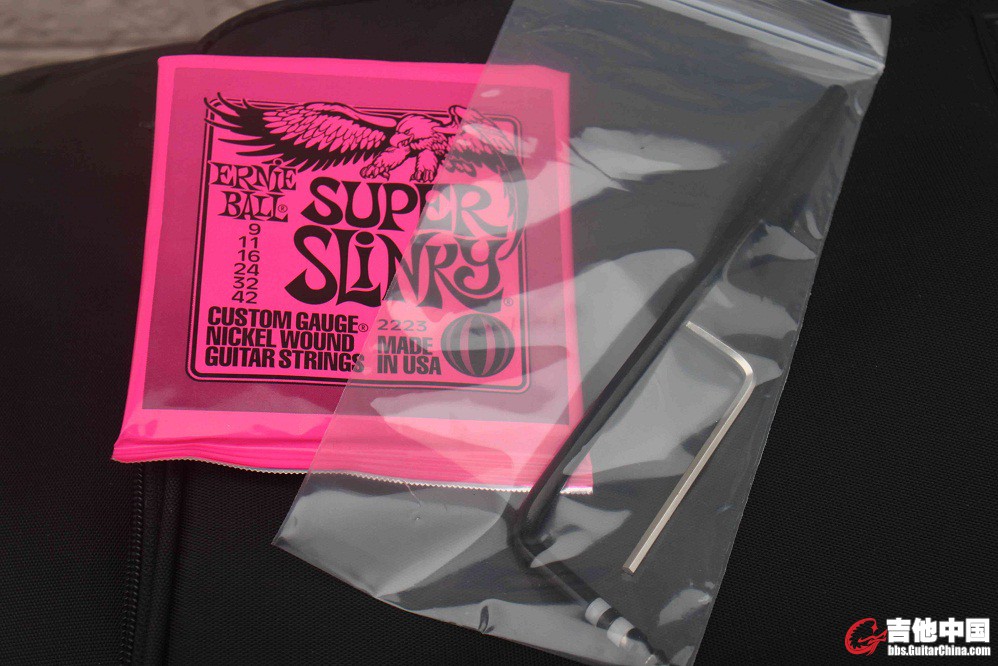 ERNiE
BALL®
SUPER
SLiNKY®
9
11
16
24
32
42
CUSTOM GAUGE®
NICKEL WOUND
GUITAR STRINGS
2223
MADE
IN USA
吉他中国
bbs.GuitarChina.com